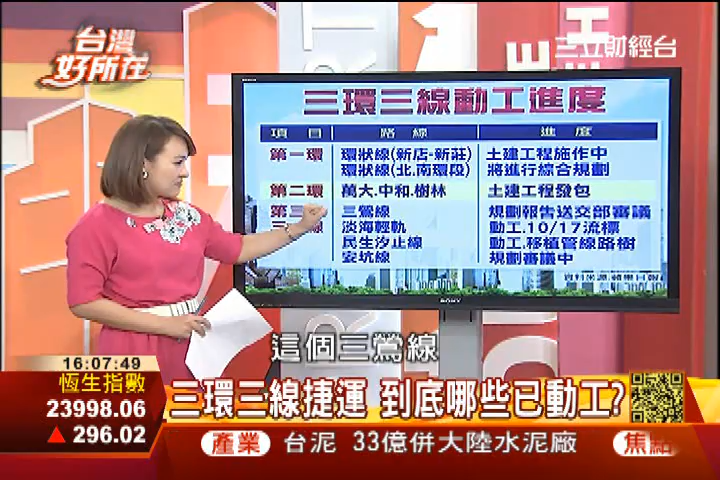 台灣
好所在
三立財經台
三環三線動工進度
項 目 路 線 進 度
第一環 環狀線(新店-新莊) 土建工程施作中
環狀線(北.南環段) 將進行綜合規劃
第二環 萬大.中和.樹林 土建工程發包
第三 三鶯線 規劃報告送交部審議
三 線 淡海輕軌 動工.10/17流標
民生汐止線 動工.移植管線路樹
安坑線 規劃審議中
SONY
這個三鶯線
16:07:49
恆生指數
23998.06
▲ 296.02
三環三線捷運 到底哪些已動工?
產業 台泥 33億併大陸水泥廠 焦點